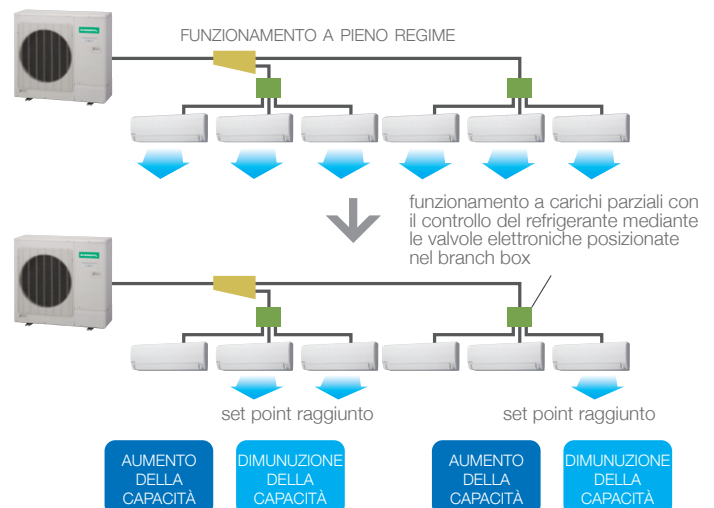 FUNZIONAMENTO A PIENO REGIME
funzionamento a carichi parziali con
il controllo del refrigerante mediante
le valvole elettroniche posizionate
nel branch box
set point raggiunto
set point raggiunto
AUMENTO
DELLA
CAPACITÀ
DIMUNUZIONE
DELLA
CAPACITÀ
AUMENTO
DELLA
CAPACITÀ
DIMUNUZIONE
DELLA
CAPACITÀ